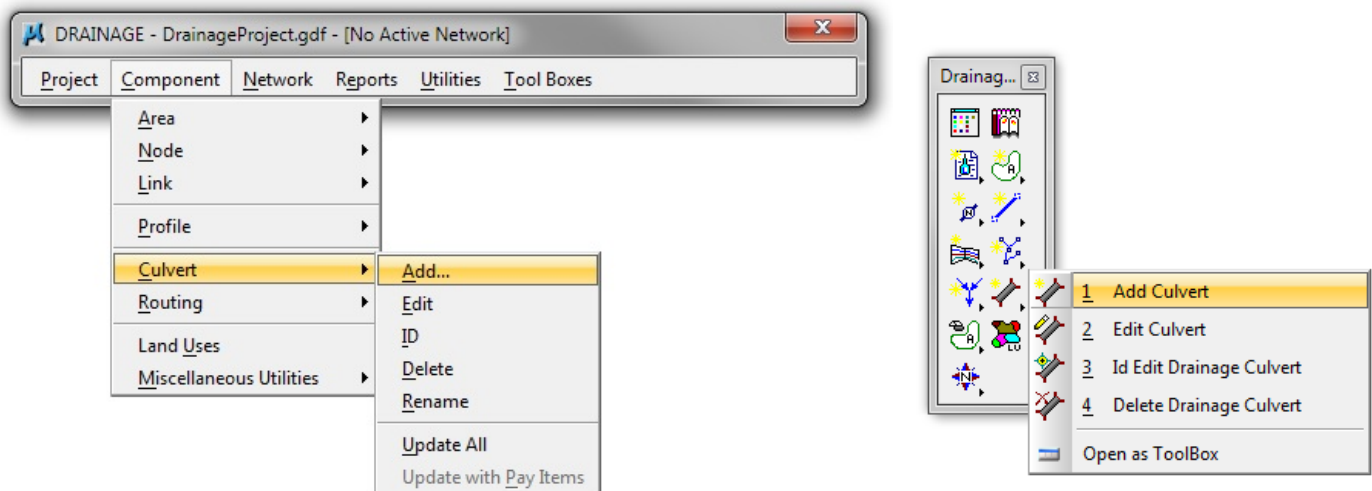 DRAINAGE - DrainageProject.gdf - [No Active Network]
Project Component Network Reports Utilities Tool Boxes
Area
Node
Link
Profile
Culvert
Routing
Land Uses
Miscellaneous Utilities
Add...
Edit
ID
Delete
Rename
Update All
Update with Pay Items
Drainag...
A
N
N
A
LU
1 Add Culvert
2 Edit Culvert
3 Id Edit Drainage Culvert
4 Delete Drainage Culvert
Open as ToolBox